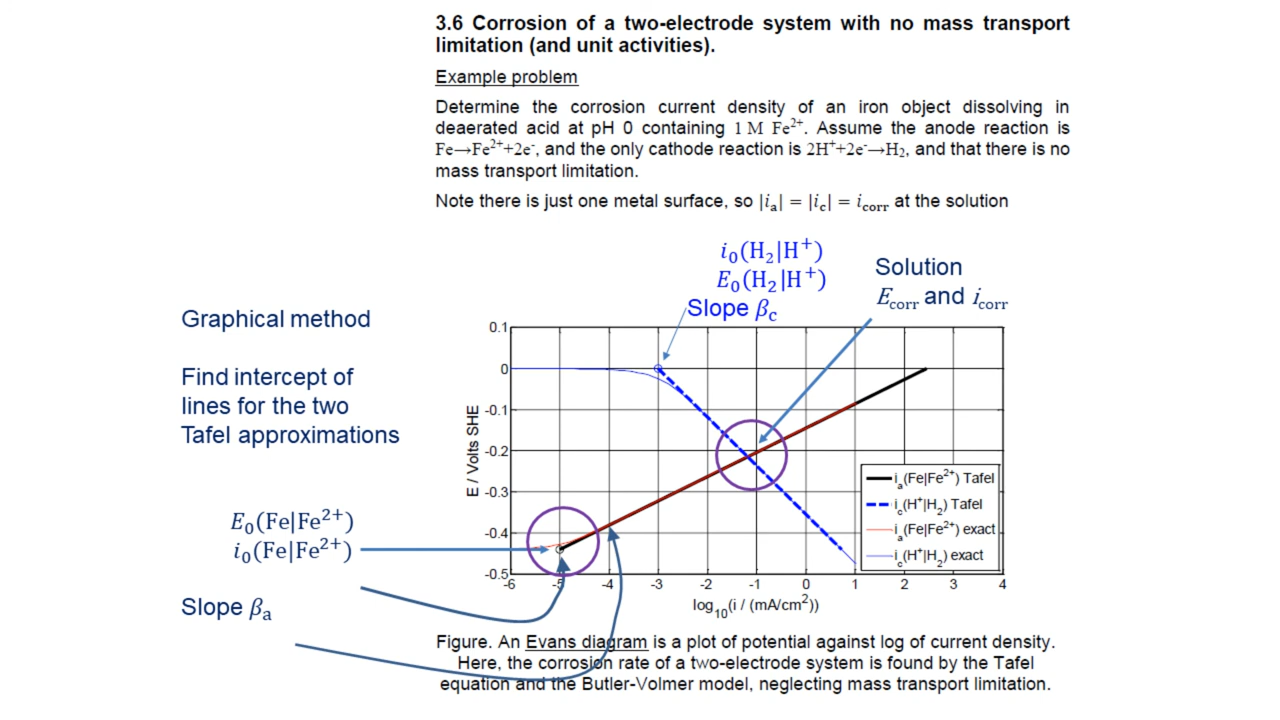 3.6 Corrosion of a two-electrode system with no mass transport
limitation (and unit activities).
Example problem
Determine the corrosion current density of an iron object dissolving in
deaerated acid at pH 0 containing 1 M Fe²⁺. Assume the anode reaction is
Fe→Fe²⁺+2e⁻, and the only cathode reaction is 2H⁺+2e⁻→H₂, and that there is no
mass transport limitation.
Note there is just one metal surface, so |iₐ| = |i_c| = i_corr at the solution
i₀(H₂|H⁺)
E₀(H₂|H⁺)
Slope β_c
Solution
E_corr and i_corr
Graphical method
Find intercept of
lines for the two
Tafel approximations
E₀(Fe|Fe²⁺)
i₀(Fe|Fe²⁺)
Slope βₐ
0.1
0
-0.1
-0.2
-0.3
-0.4
-0.5
E / Volts SHE
iₐ(Fe|Fe²⁺) Tafel
i_c(H⁺|H₂) Tafel
iₐ(Fe|Fe²⁺) exact
i_c(H⁺|H₂) exact
-6 -5 -4 -3 -2 -1 0 1 2 3 4
log₁₀(i / (mA/cm²))
Figure. An Evans diagram is a plot of potential against log of current density.
Here, the corrosion rate of a two-electrode system is found by the Tafel
equation and the Butler-Volmer model, neglecting mass transport limitation.